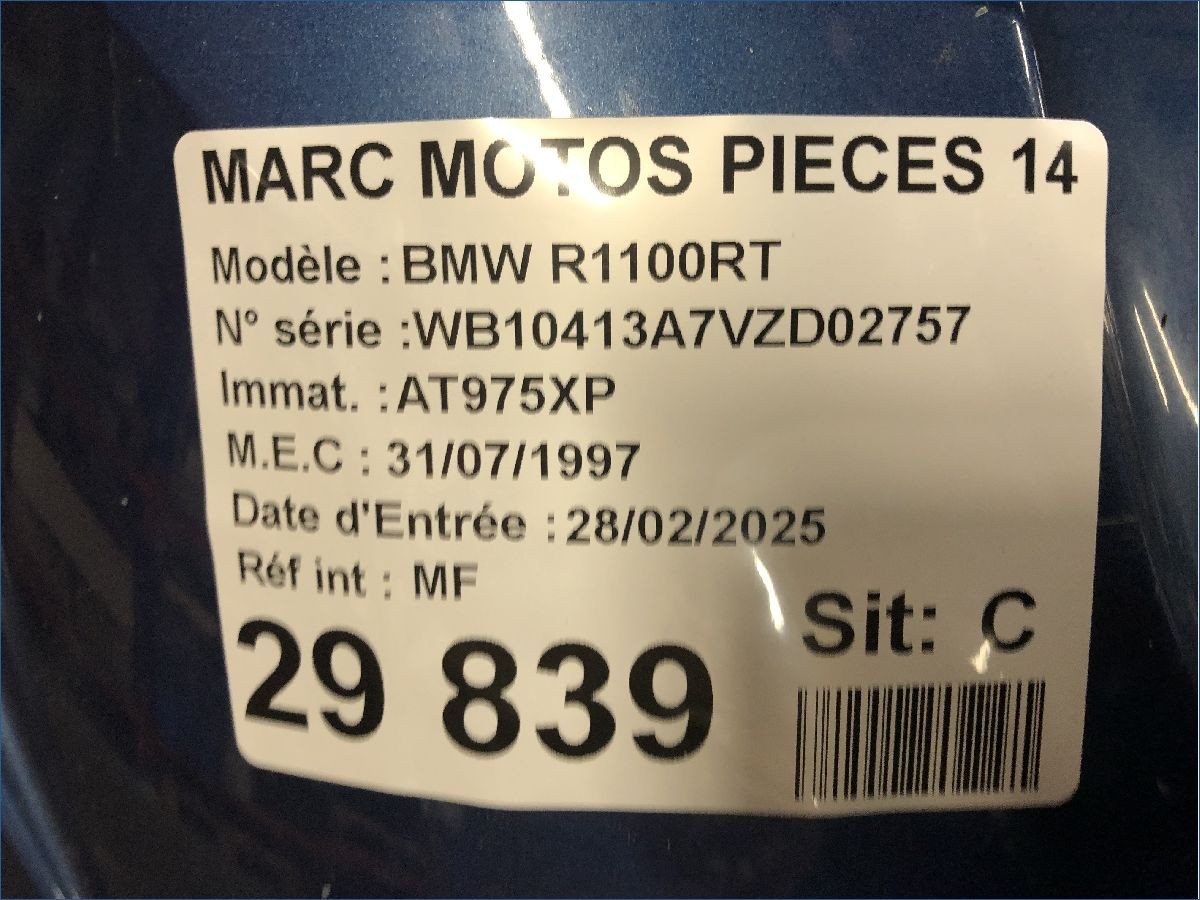 MARC MOTOS PIECES 14
Modèle : BMW R1100RT
N° série :WB10413A7VZD02757
Immat. : AT975XP
M.E.C : 31/07/1997
Date d'Entrée : 28/02/2025
Réf int : MF
29 839
Sit: C